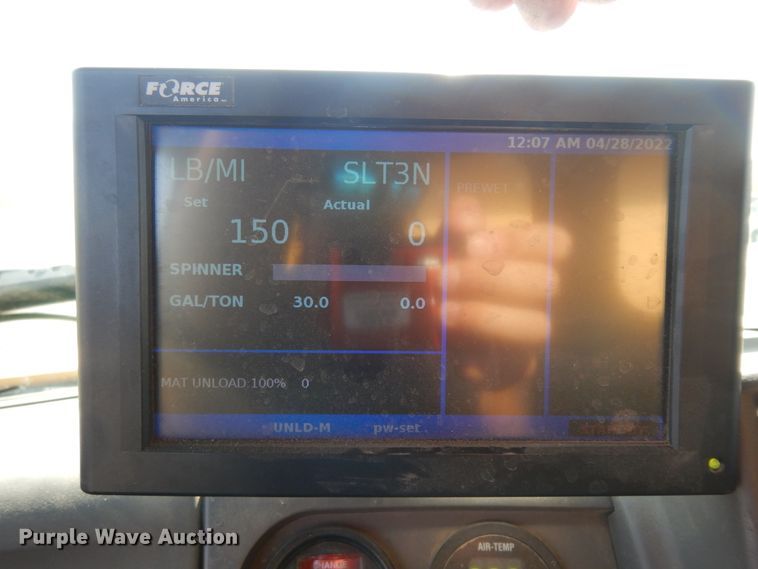 FORCE
America
12:07 AM 04/28/2022
LB/MI SLT3N
PREWET
Set Actual
150 0
SPINNER
GAL/TON 30.0 0.0
MAT UNLOAD:100% 0
UNLD-M pw-set
AIR-TEMP
CHANGE
Purple Wave Auction